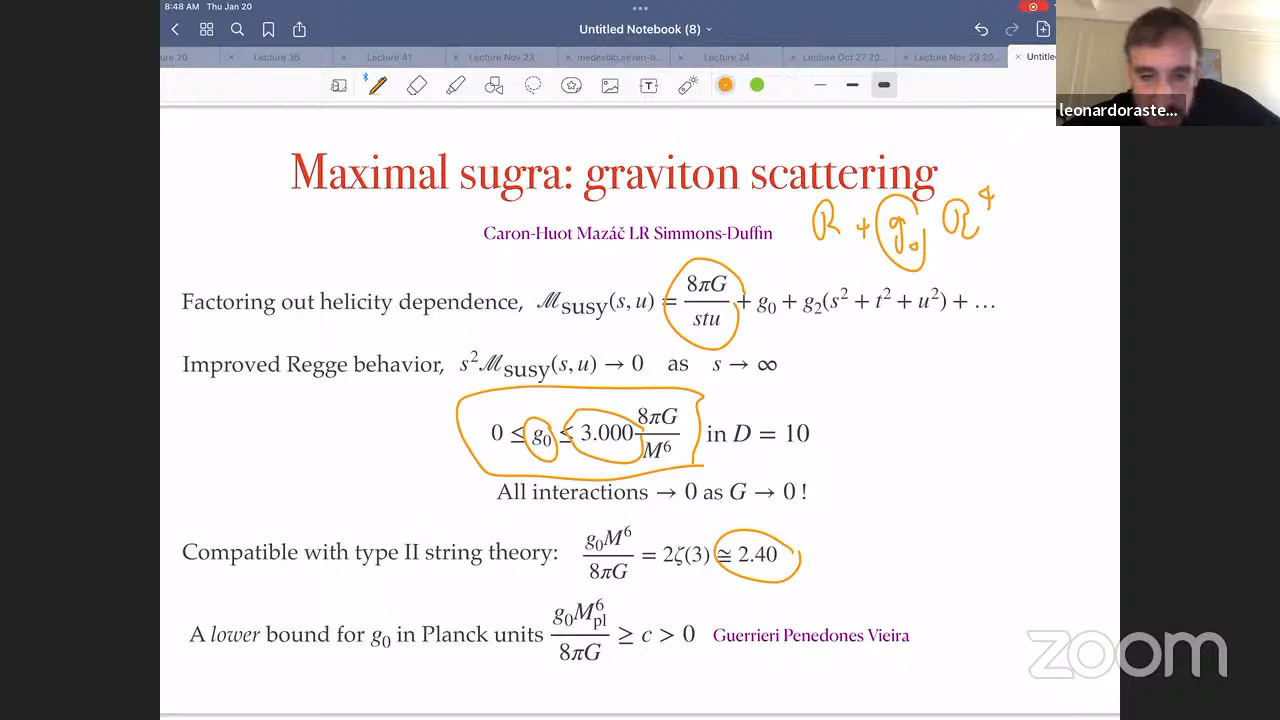 8:48 AM Thu Jan 20
Untitled Notebook (8)
Lecture 36
Lecture 41
Lecture Nov 23
medexlab.seven-b...
Lecture 24
Lecture Oct 27 20...
Lecture Nov 23 20...
Untitle
leonardoraste...
Maximal sugra: graviton scattering
R + g₀ R⁴
Caron-Huot Mazáč LR Simmons-Duffin
Factoring out helicity dependence, ℳsusy(s, u) = 8πG/stu + g₀ + g₂(s² + t² + u²) + …
Improved Regge behavior, s²ℳsusy(s, u) → 0 as s → ∞
0 ≤ g₀ ≤ 3.000 8πG/M⁶ in D = 10
All interactions → 0 as G → 0 !
Compatible with type II string theory: g₀M⁶/8πG = 2ζ(3) ≅ 2.40
A lower bound for g₀ in Planck units g₀M⁶pl/8πG ≥ c > 0 Guerrieri Penedones Vieira
zoom